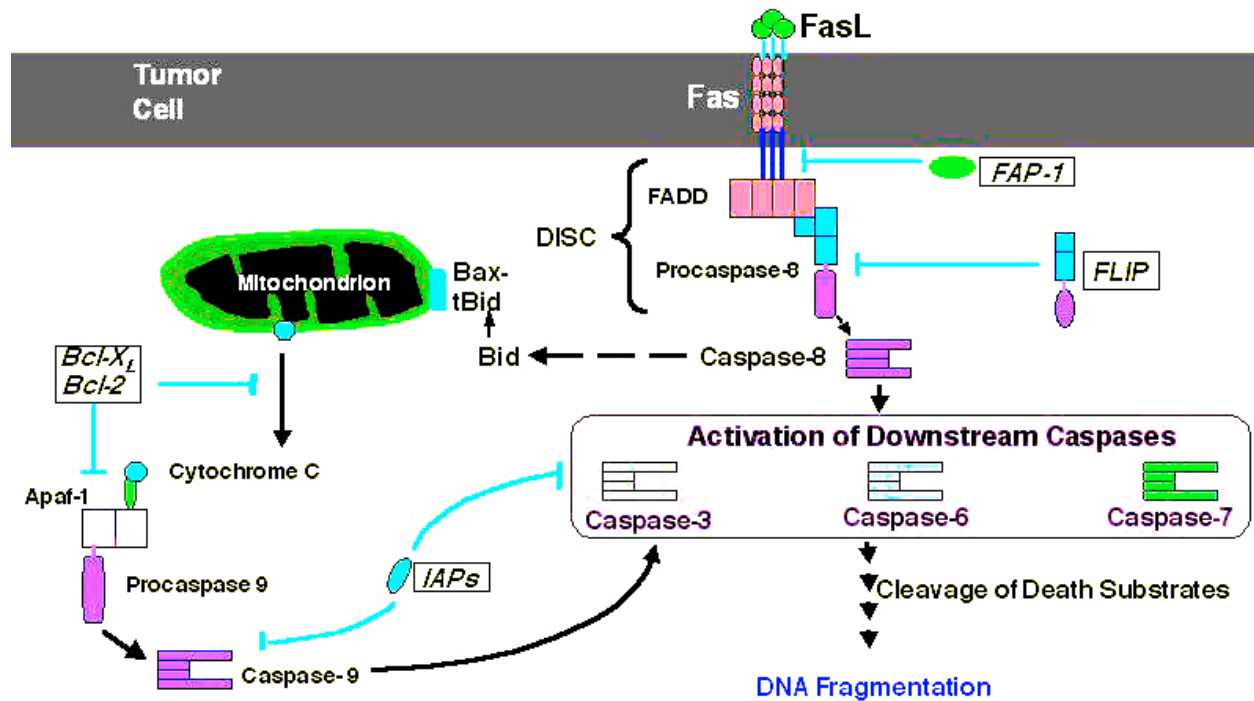 FasL
Tumor
Cell
Fas
FAP-1
FADD
DISC
Procaspase-8
FLIP
Mitochondrion
Bax-
tBid
Bid
Caspase-8
Bcl-XL
Bcl-2
Activation of Downstream Caspases
Cytochrome C
Apaf-1
Caspase-3
Caspase-6
Caspase-7
Procaspase 9
IAPs
Cleavage of Death Substrates
Caspase-9
DNA Fragmentation